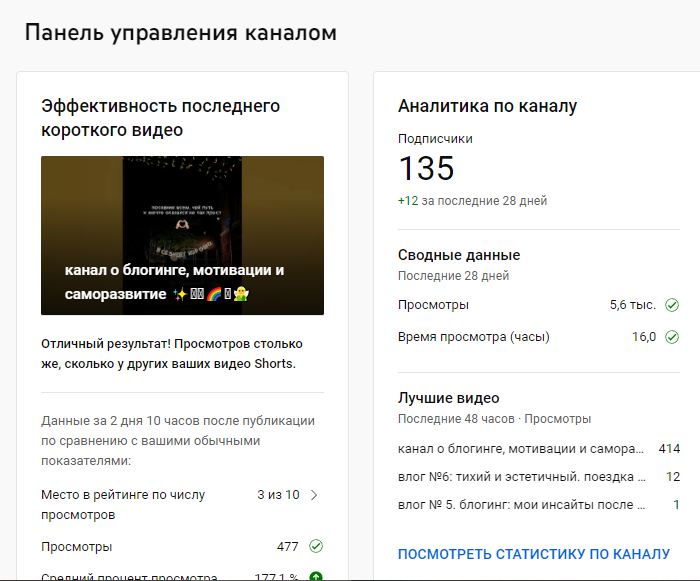 Панель управления каналом
Эффективность последнего
короткого видео
канал о блогинге, мотивации и
саморазвитие
Отличный результат! Просмотров столько
же, сколько у других ваших видео Shorts.
Данные за 2 дня 10 часов после публикации
по сравнению с вашими обычными
показателями:
Место в рейтинге по числу
просмотров
3 из 10
Просмотры 477
Средний процент просмотра 177,1 %
Аналитика по каналу
Подписчики
135
+12 за последние 28 дней
Сводные данные
Последние 28 дней
Просмотры 5,6 тыс.
Время просмотра (часы) 16,0
Лучшие видео
Последние 48 часов · Просмотры
канал о блогинге, мотивации и самора... 414
влог №6: тихий и эстетичный. поездка ... 12
влог № 5. блогинг: мои инсайты после ... 1
ПОСМОТРЕТЬ СТАТИСТИКУ ПО КАНАЛУ